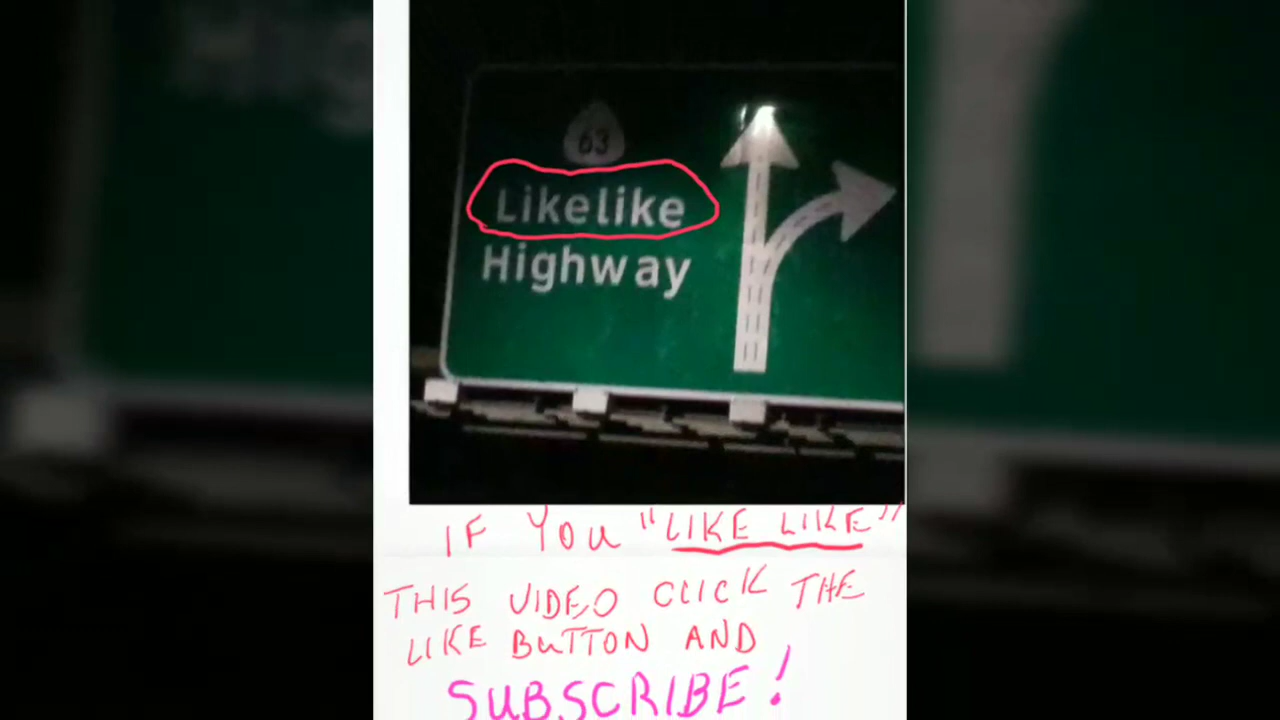 63
Likelike
Highway
IF YOU "LIKE LIKE"
THIS VIDEO CLICK THE
LIKE BUTTON AND
SUBSCRIBE!